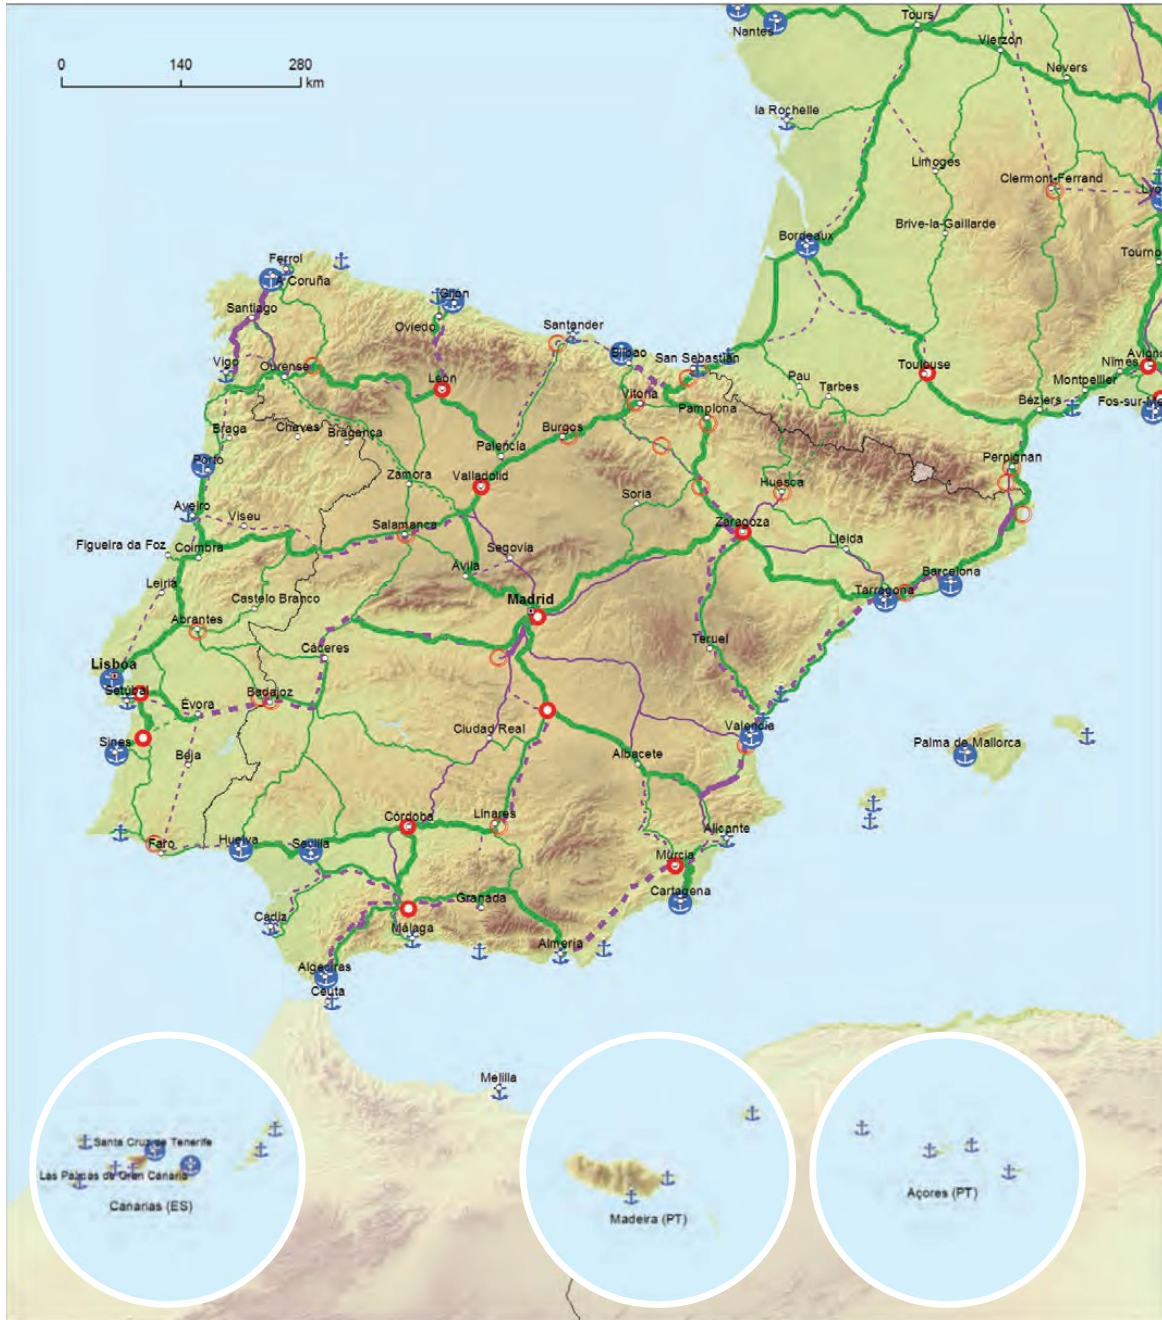 0 140 280
km
Nantes
Tours
Vierzon
Nevers
la Rochelle
Limoges
Clermont-Ferrand
Brive-la-Gaillarde
Bordeaux
Ferrol
A Coruña
Gijón
Santiago
Oviedo
Santander
Bilbao
San Sebastián
Vigo
Ourense
León
Vitoria
Pamplona
Pau
Tarbes
Toulouse
Montpellier
Nîmes
Béziers
Braga
Chaves
Bragança
Palencia
Burgos
Perpignan
Porto
Zamora
Valladolid
Soria
Huesca
Aveiro
Viseu
Salamanca
Zaragoza
Figueira da Foz
Coimbra
Segovia
Lleida
Leiria
Ávila
Barcelona
Castelo Branco
Madrid
Tarragona
Abrantes
Cáceres
Teruel
Lisboa
Setúbal
Évora
Badajoz
Sines
Beja
Ciudad Real
Albacete
Valencia
Palma de Mallorca
Faro
Huelva
Sevilla
Córdoba
Linares
Alicante
Murcia
Cartagena
Granada
Cádiz
Málaga
Almería
Algeciras
Ceuta
Melilla
Santa Cruz de Tenerife
Las Palmas de Gran Canaria
Canarias (ES)
Madeira (PT)
Açores (PT)